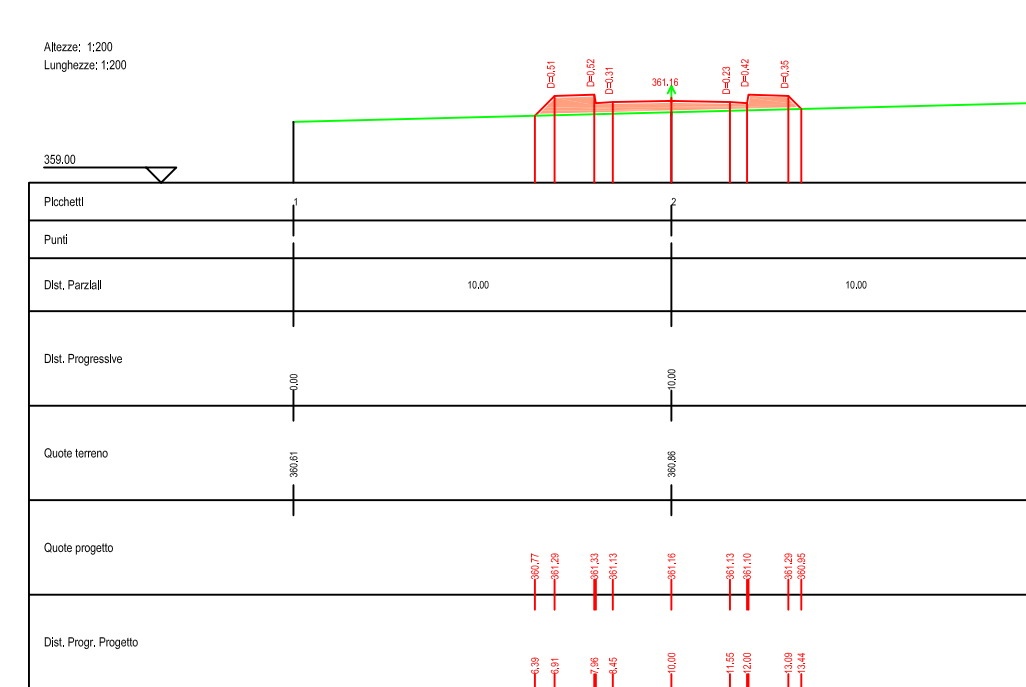 Altezze: 1:200
Lunghezze: 1:200
D=0.51 D=0.52 D=0.31 361.16 D=0.23 D=0.42 D=0.35
359.00
Picchetti 1 2
Punti
Dist. Parziali 10.00 10.00
Dist. Progressive 0.00 10.00
Quote terreno 360.61 360.86
Quote progetto 360.77 361.29 361.33 361.13 361.16 361.13 361.10 361.29 360.95
Dist. Progr. Progetto 6.39 6.91 7.96 8.45 10.00 11.55 12.00 13.09 13.44